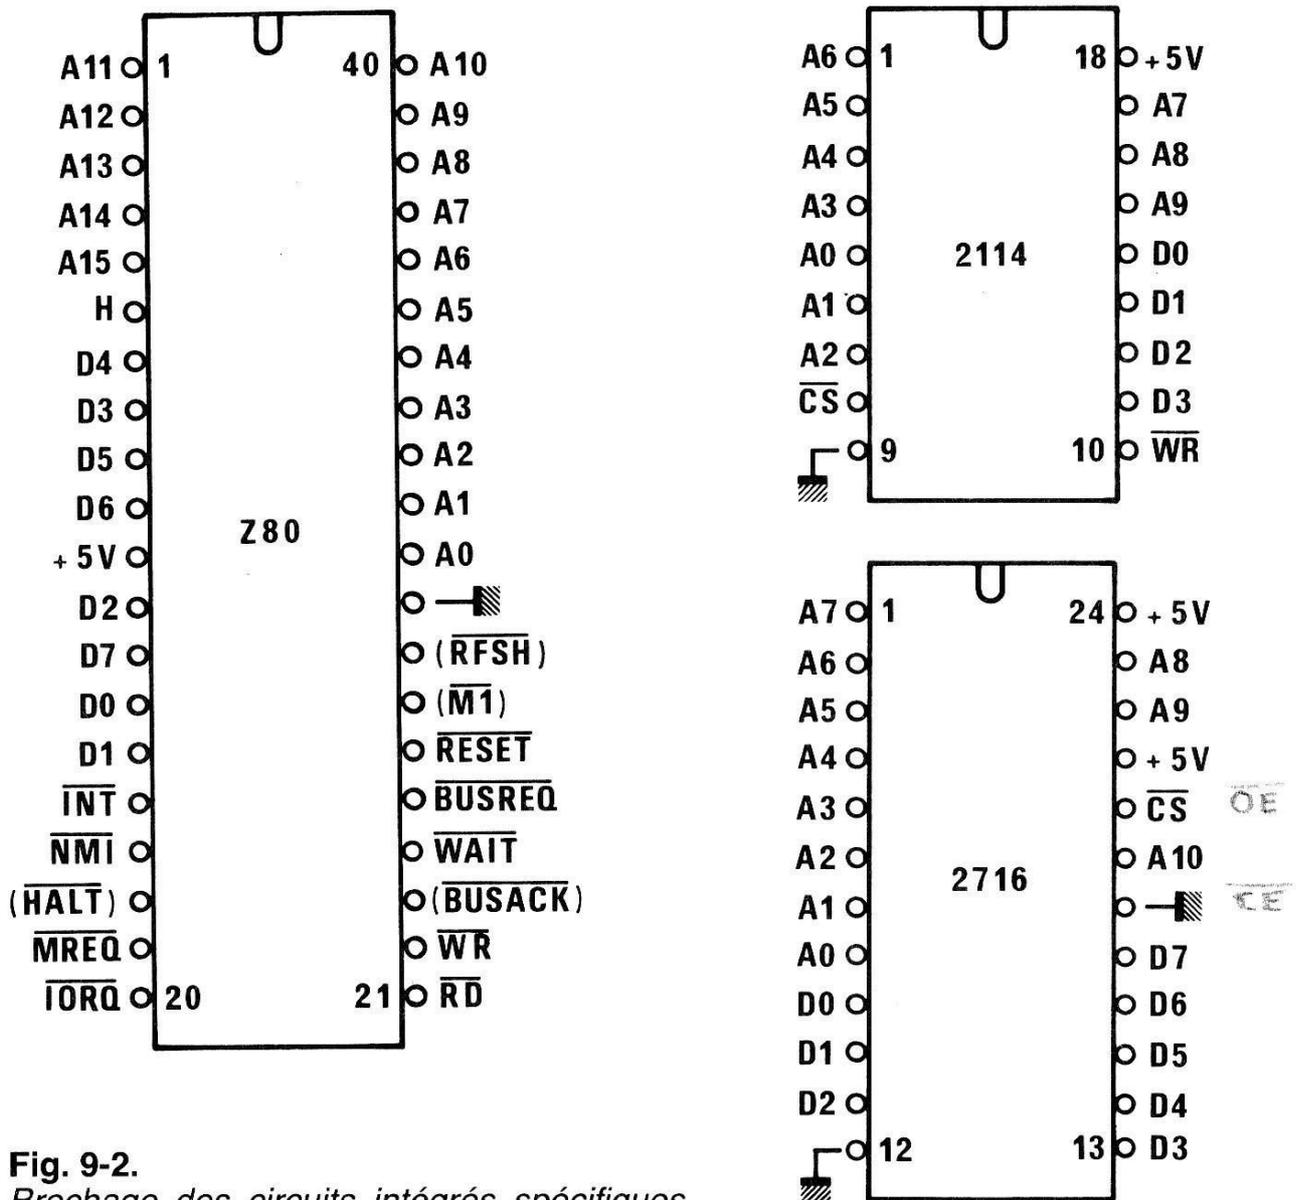 A11 1 40 A10
A12 A9
A13 A8
A14 A7
A15 A6
H A5
D4 A4
D3 A3
D5 A2
D6 A1
Z80
+5V A0
D2
D7 (RFSH)
D0 (M1)
D1 RESET
INT BUSREQ
NMI WAIT
(HALT) (BUSACK)
MREQ WR
IORQ 20 21 RD
A6 1 18 +5V
A5 A7
A4 A8
A3 A9
A0 2114 D0
A1 D1
A2 D2
CS D3
9 10 WR
A7 1 24 +5V
A6 A8
A5 A9
A4 +5V
A3 CS OE
A2 A10
2716
A1 CE
A0 D7
D0 D6
D1 D5
D2 D4
12 13 D3
Fig. 9-2.
Brochage des circuits intégrés spécifiques